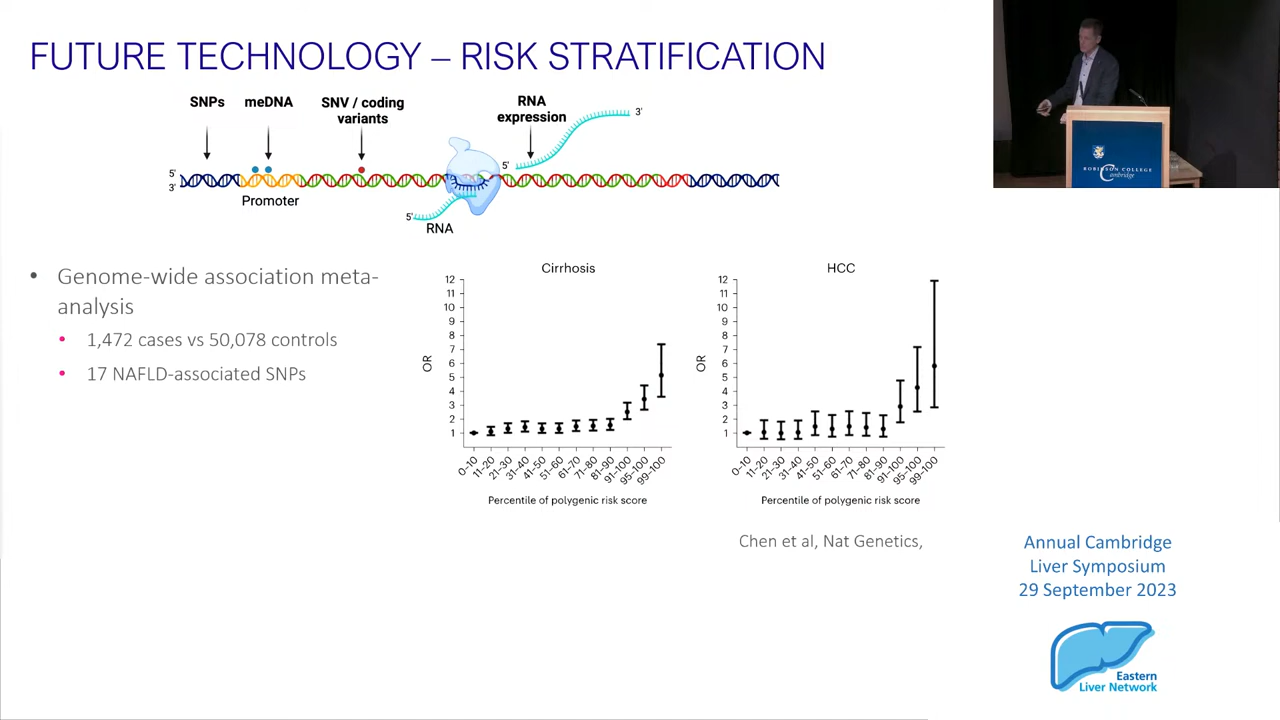 FUTURE TECHNOLOGY – RISK STRATIFICATION
SNPs
meDNA
SNV / coding
variants
RNA
expression
3'
5'
5'
3'
Promoter
5'
RNA
ROBINSON COLLEGE
Cambridge
• Genome-wide association meta-
analysis
• 1,472 cases vs 50,078 controls
• 17 NAFLD-associated SNPs
Cirrhosis
OR
12
11
10
9
8
7
6
5
4
3
2
1
0–10
11–20
21–30
31–40
41–50
51–60
61–70
71–80
81–90
91–100
95–100
99–100
Percentile of polygenic risk score
HCC
OR
12
11
10
9
8
7
6
5
4
3
2
1
0–10
11–20
21–30
31–40
41–50
51–60
61–70
71–80
81–90
91–100
95–100
99–100
Percentile of polygenic risk score
Chen et al, Nat Genetics,
Annual Cambridge
Liver Symposium
29 September 2023
Eastern
Liver Network